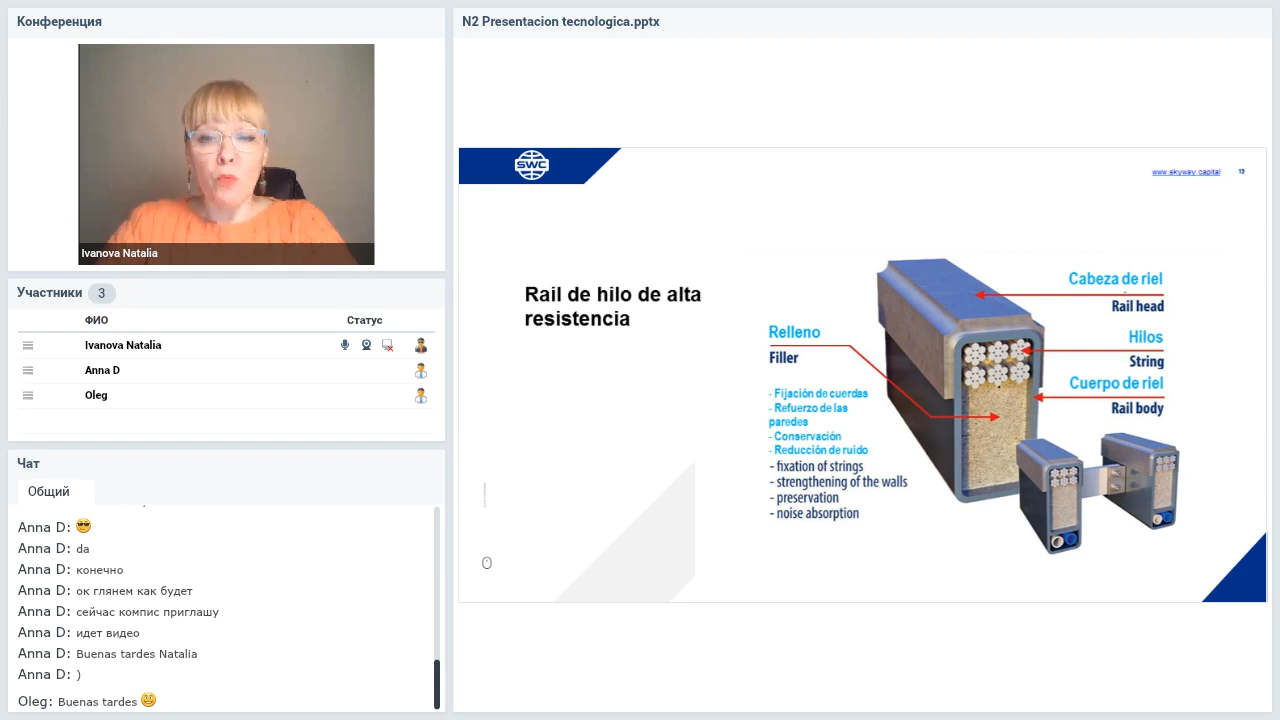 Конференция
Ivanova Natalia
Участники 3
ФИО Статус
Ivanova Natalia
Anna D
Oleg
Чат
Общий
Anna D:
Anna D: da
Anna D: конечно
Anna D: ок глянем как будет
Anna D: сейчас компис приглашу
Anna D: идет видео
Anna D: Buenas tardes Natalia
Anna D: )
Oleg: Buenas tardes
N2 Presentacion tecnologica.pptx
SWC
www.skyway.capital
Rail de hilo de alta
resistencia
Relleno
Filler
- Fijación de cuerdas
- Refuerzo de las
paredes
- Conservación
- Reducción de ruido
- fixation of strings
- strengthening of the walls
- preservation
- noise absorption
Cabeza de riel
Rail head
Hilos
String
Cuerpo de riel
Rail body